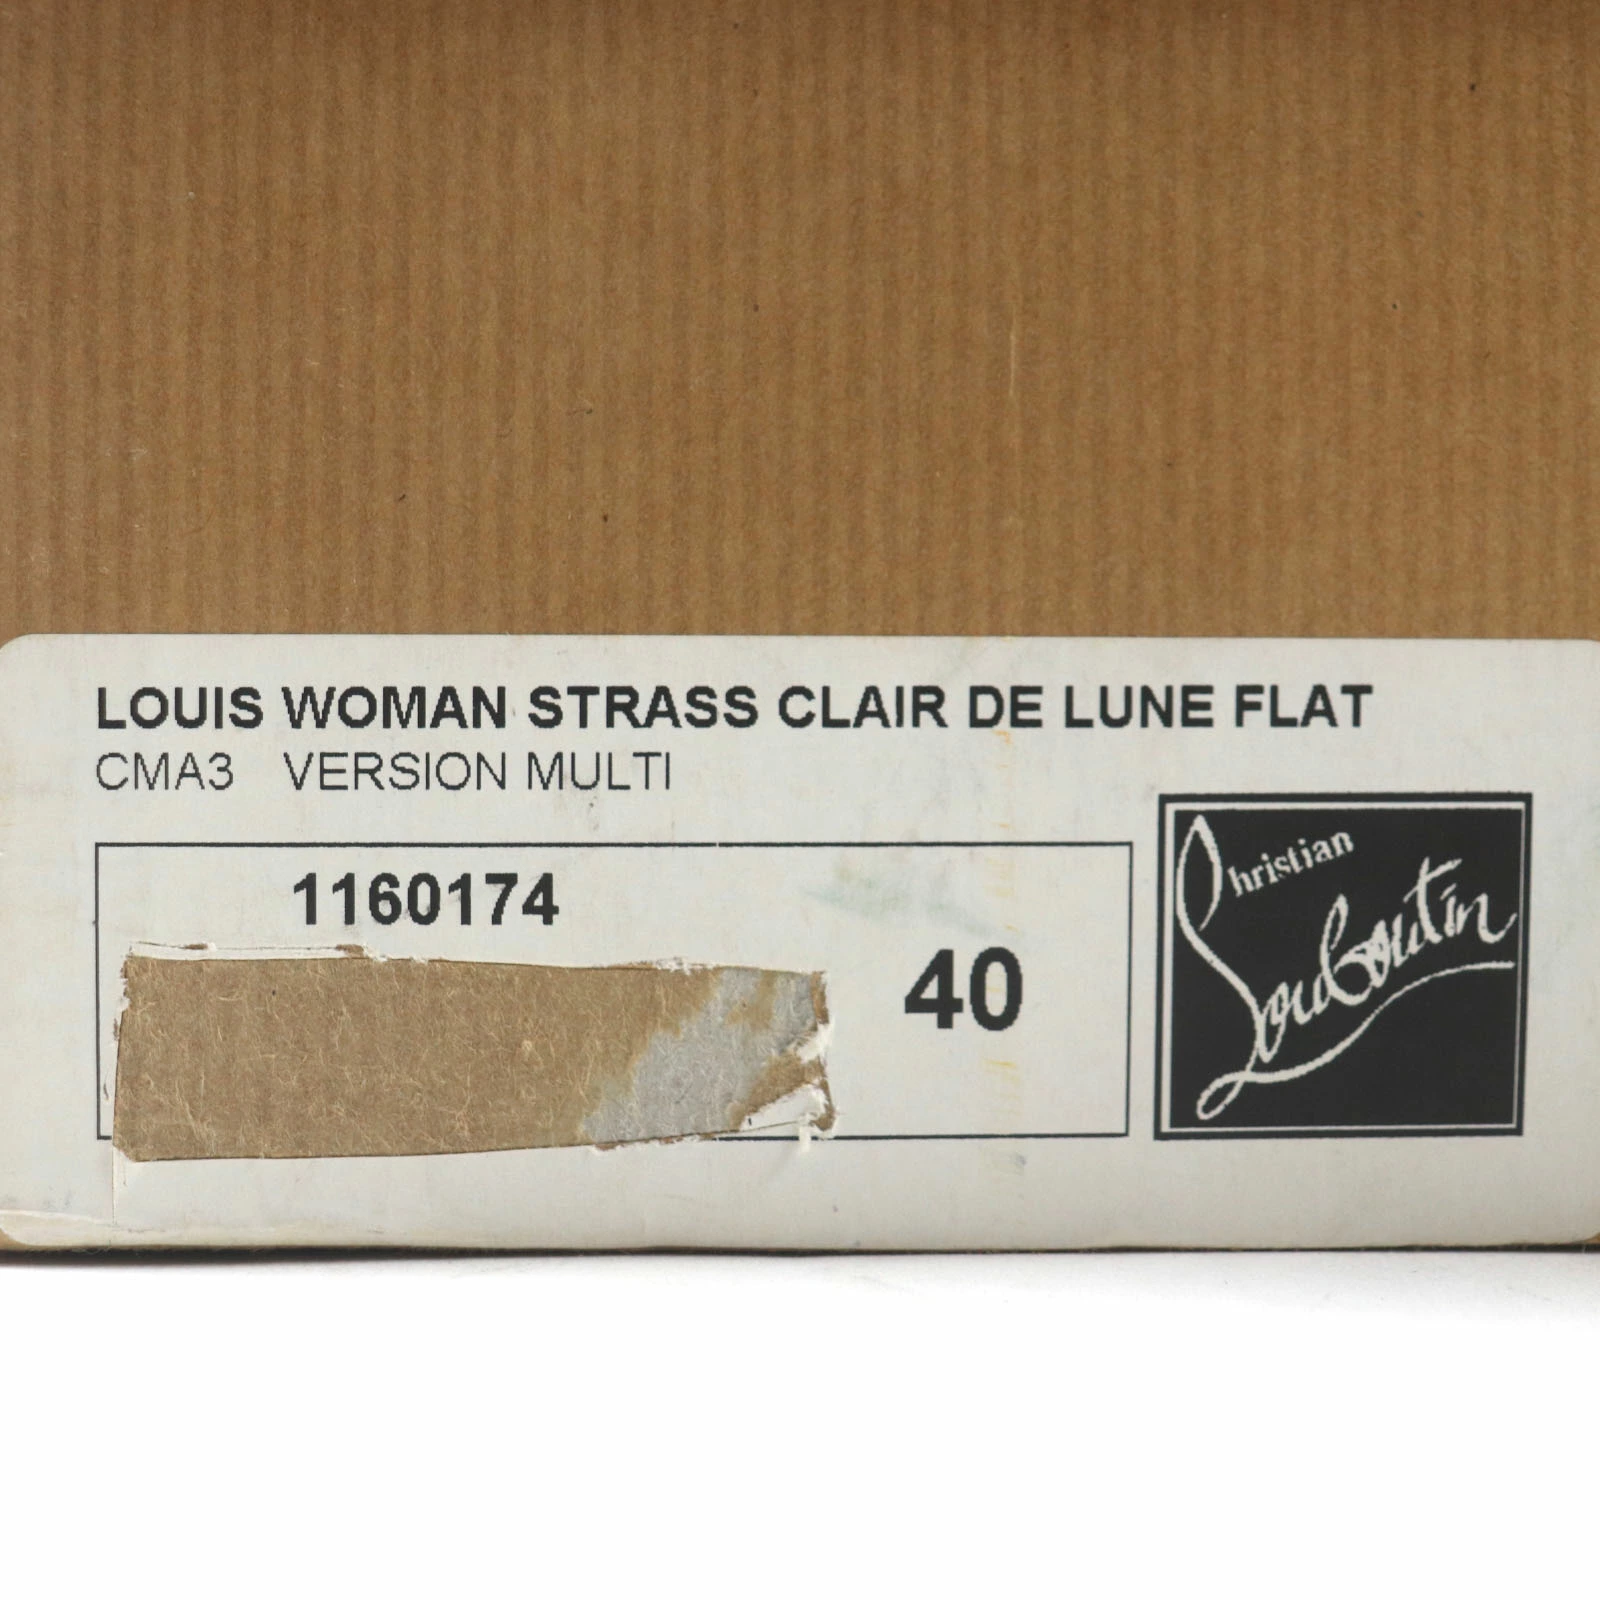 LOUIS WOMAN STRASS CLAIR DE LUNE FLAT
CMA3 VERSION MULTI
1160174
40
Christian
Louboutin